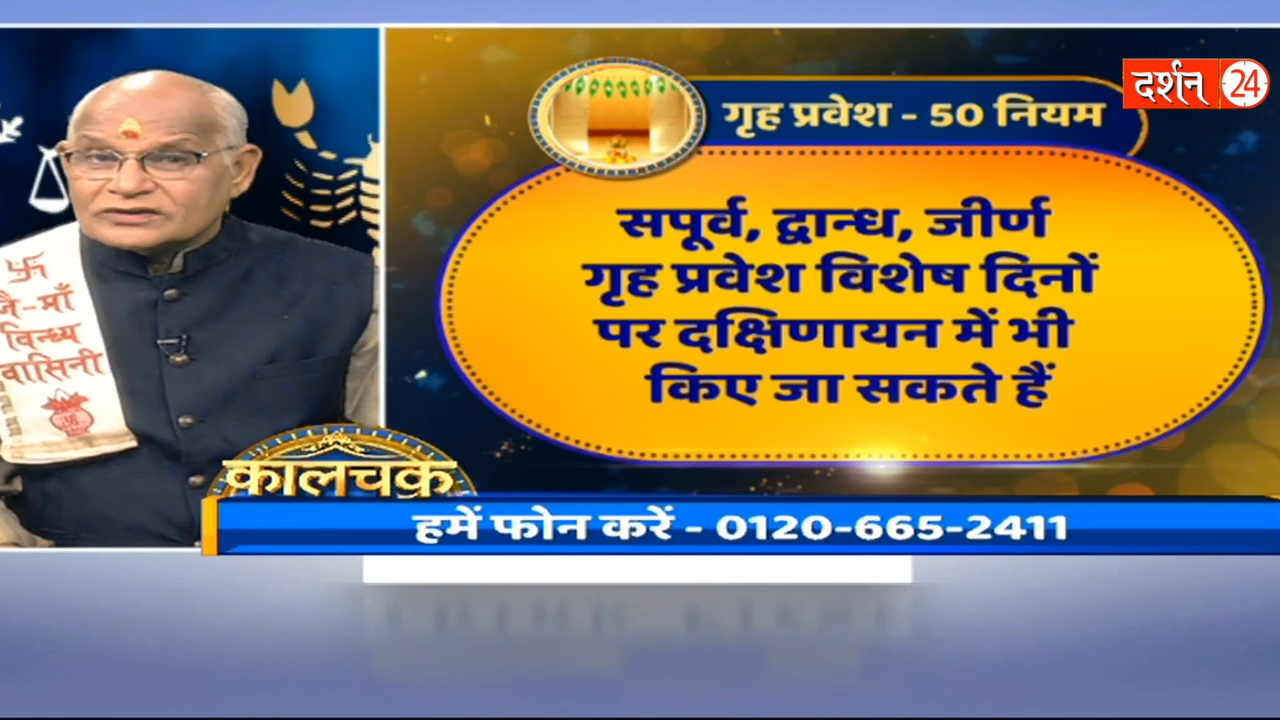 दर्शन 24
गृह प्रवेश - 50 नियम
सपूर्व, द्वान्ध, जीर्ण
गृह प्रवेश विशेष दिनों
पर दक्षिणायन में भी
किए जा सकते हैं
जै-माँ
विन्ध्य
वासिनी
कालचक्र
हमें फोन करें - 0120-665-2411